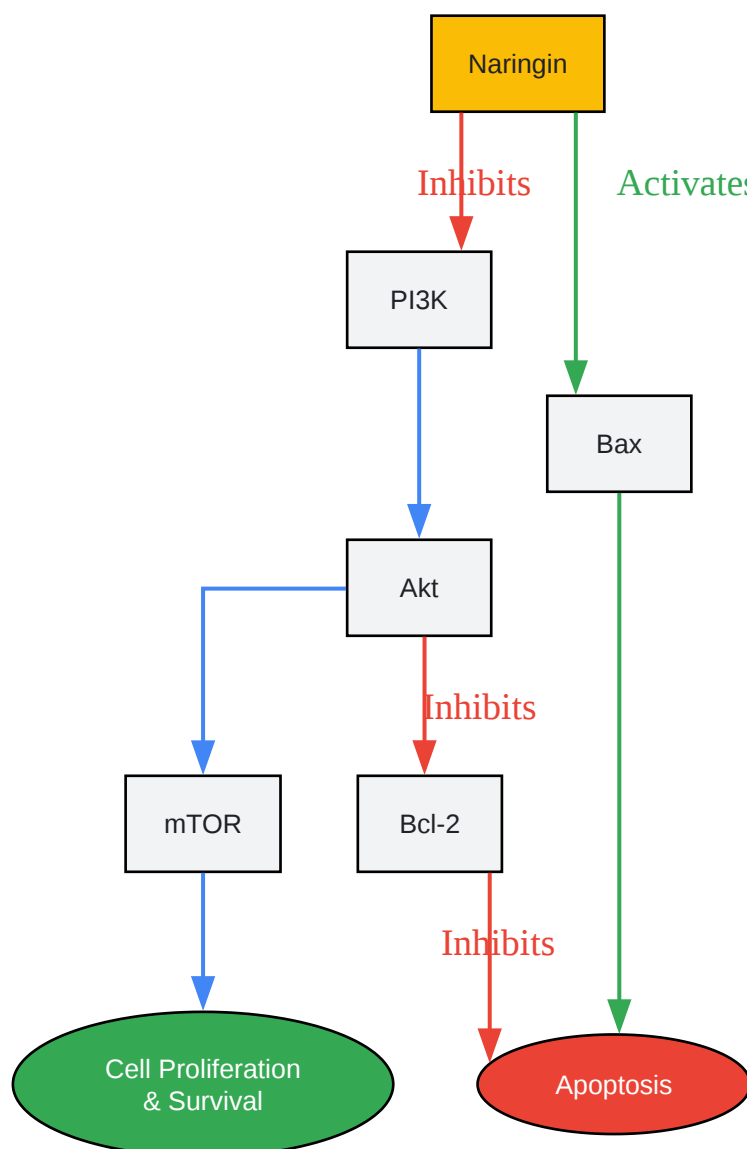 Naringin
Inhibits
Activates
PI3K
Bax
Akt
Inhibits
mTOR
Bcl-2
Inhibits
Cell Proliferation
& Survival
Apoptosis